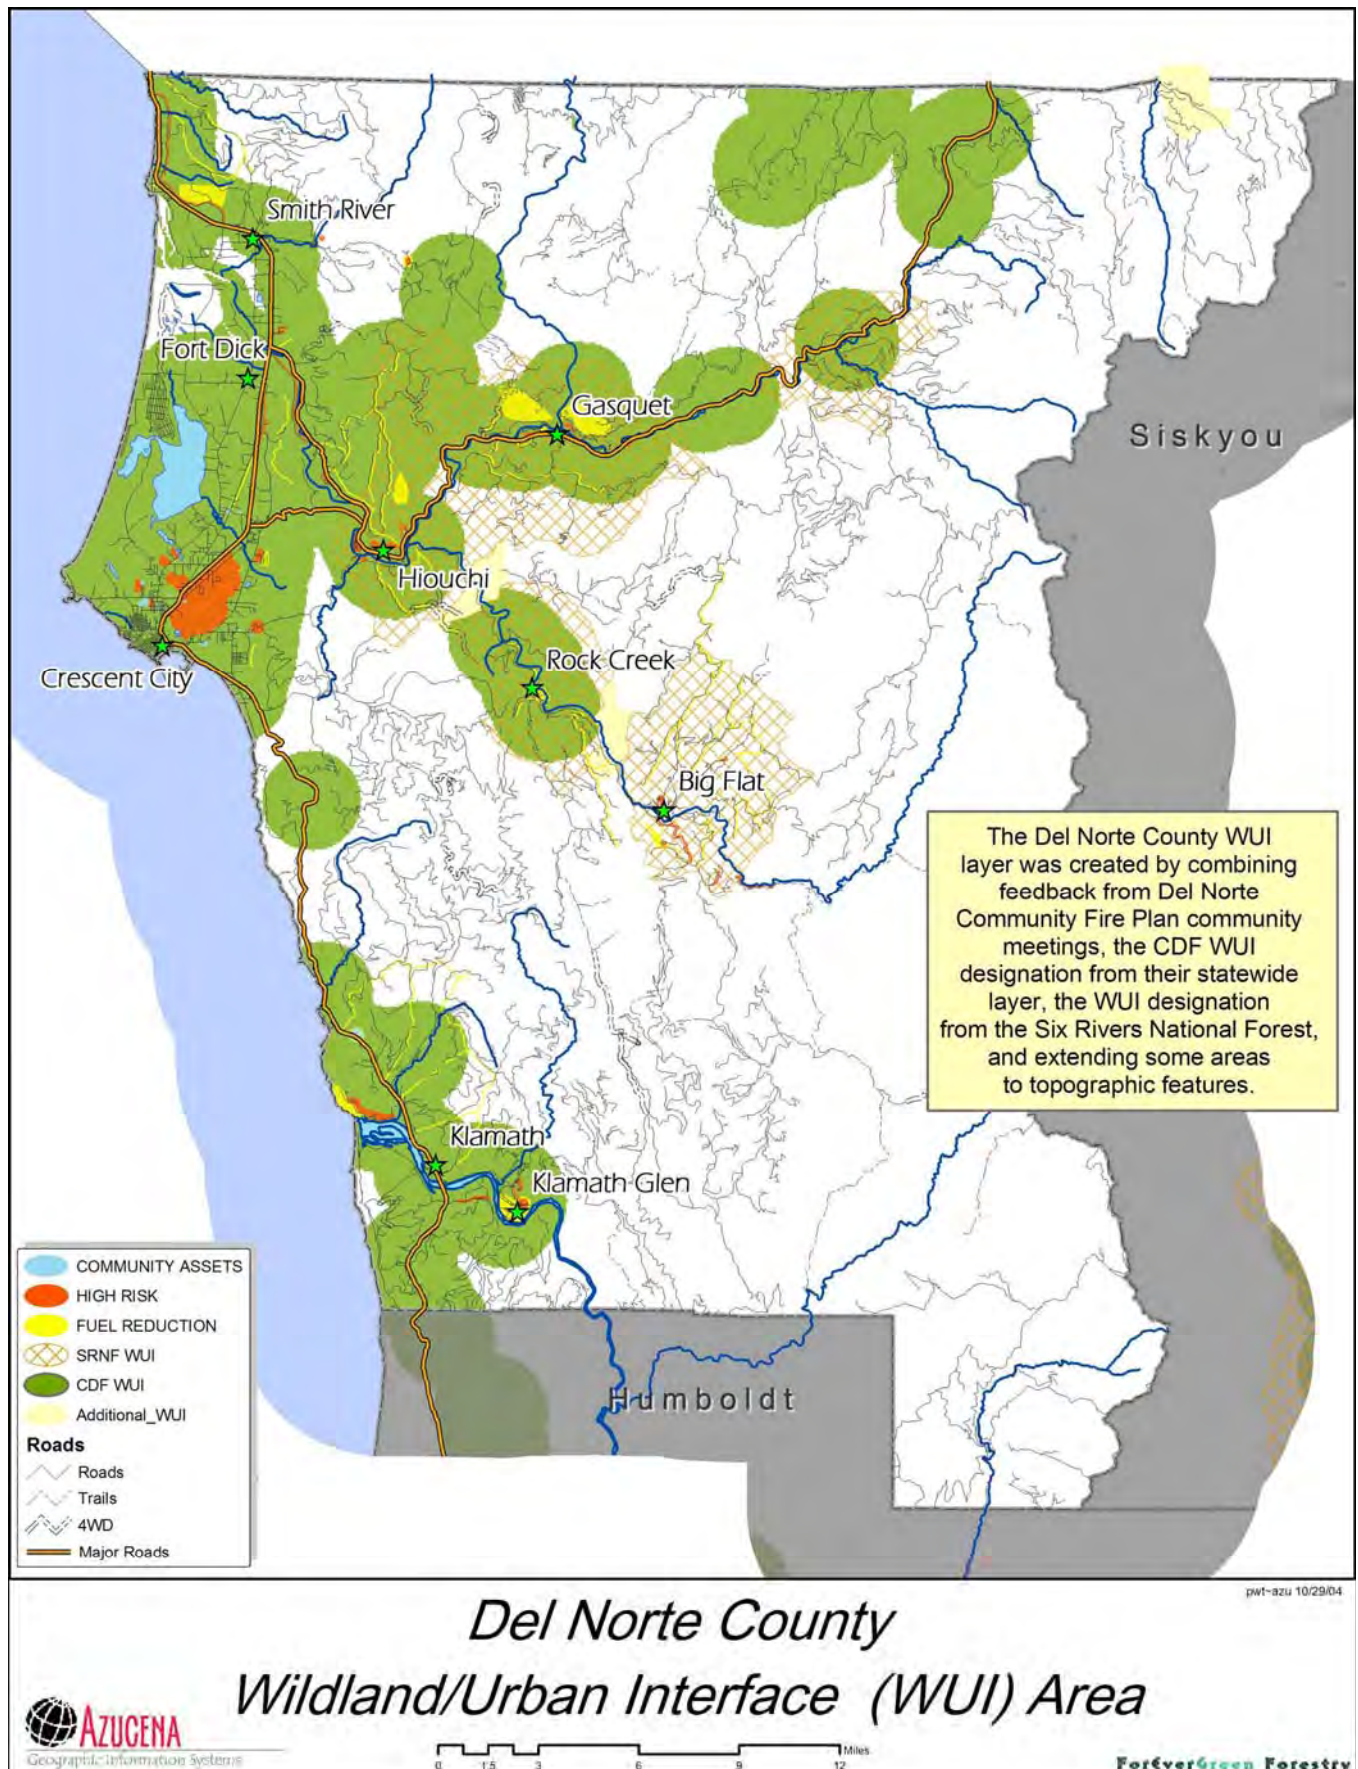 Smith River
Fort Dick
Gasquet
Siskyou
Hiouchi
Rock Creek
Crescent City
Big Flat
The Del Norte County WUI
layer was created by combining
feedback from Del Norte
Community Fire Plan community
meetings, the CDF WUI
designation from their statewide
layer, the WUI designation
from the Six Rivers National Forest,
and extending some areas
to topographic features.
Klamath
Klamath Glen
COMMUNITY ASSETS
HIGH RISK
FUEL REDUCTION
SRNF WUI
CDF WUI
Additional_WUI
Roads
Roads
Trails
4WD
Major Roads
Humboldt
pwt-azu 10/29/04
Del Norte County
Wildland/Urban Interface (WUI) Area
AZUCENA
Geographic Information Systems
0 1.5 3 6 9 12 Miles
ForEverGreen Forestry